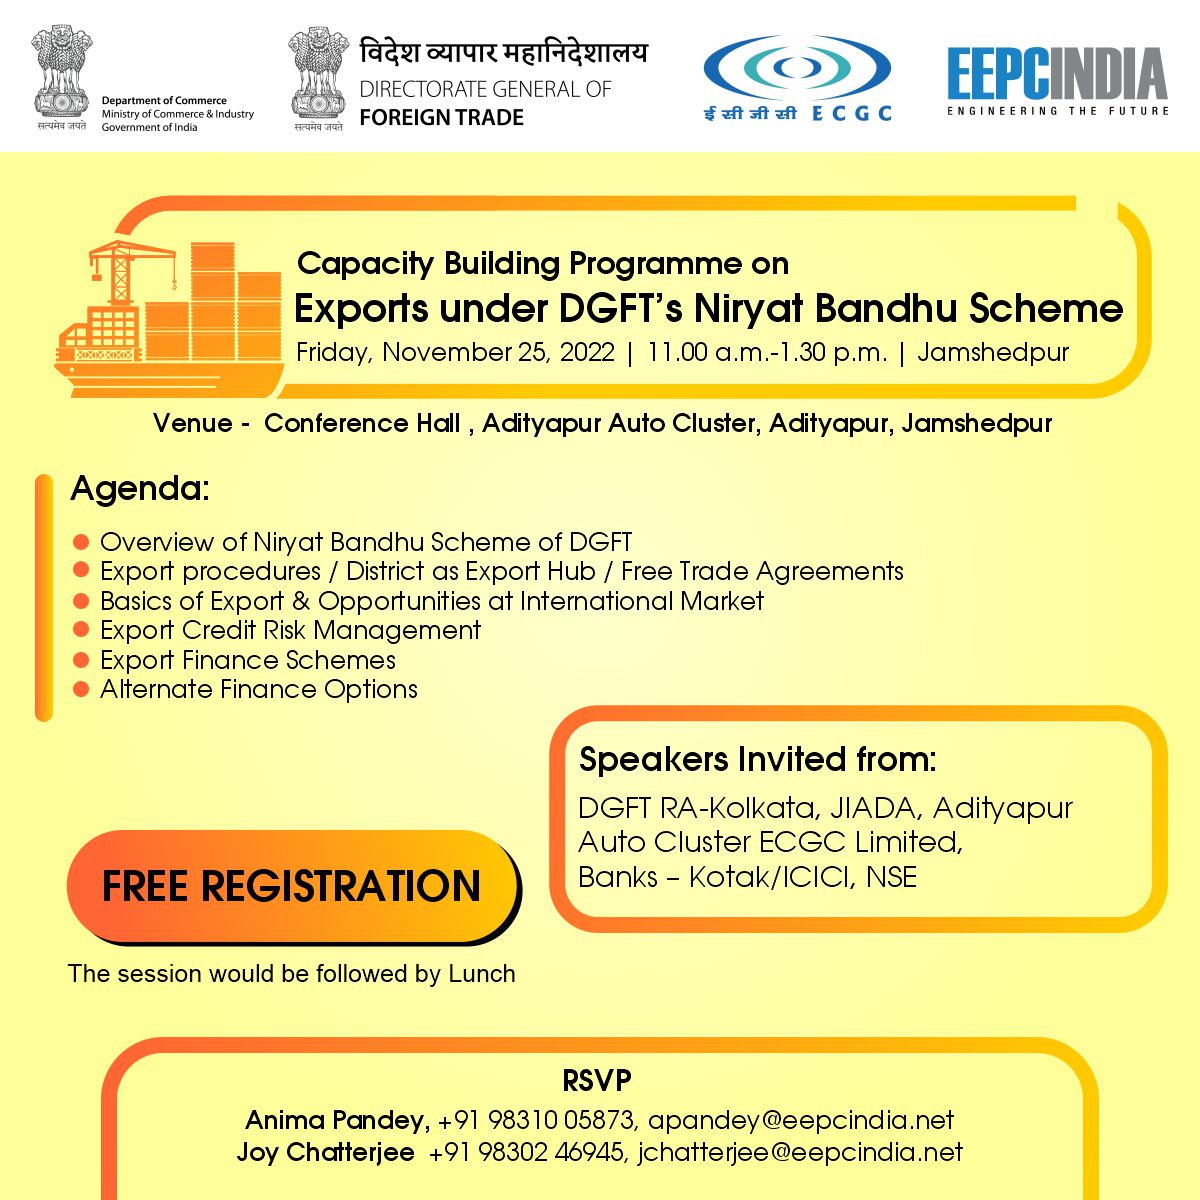 सत्यमेव जयते
Department of Commerce
Ministry of Commerce & Industry
Government of India
सत्यमेव जयते
विदेश व्यापार महानिदेशालय
DIRECTORATE GENERAL OF
FOREIGN TRADE
ई सी जी सी ECGC
EEPCINDIA
ENGINEERING THE FUTURE
Capacity Building Programme on
Exports under DGFT's Niryat Bandhu Scheme
Friday, November 25, 2022 | 11.00 a.m.-1.30 p.m. | Jamshedpur
Venue - Conference Hall , Adityapur Auto Cluster, Adityapur, Jamshedpur
Agenda:
Overview of Niryat Bandhu Scheme of DGFT
Export procedures / District as Export Hub / Free Trade Agreements
Basics of Export & Opportunities at International Market
Export Credit Risk Management
Export Finance Schemes
Alternate Finance Options
Speakers Invited from:
DGFT RA-Kolkata, JIADA, Adityapur
Auto Cluster ECGC Limited,
Banks – Kotak/ICICI, NSE
FREE REGISTRATION
The session would be followed by Lunch
RSVP
Anima Pandey, +91 98310 05873, apandey@eepcindia.net
Joy Chatterjee +91 98302 46945, jchatterjee@eepcindia.net